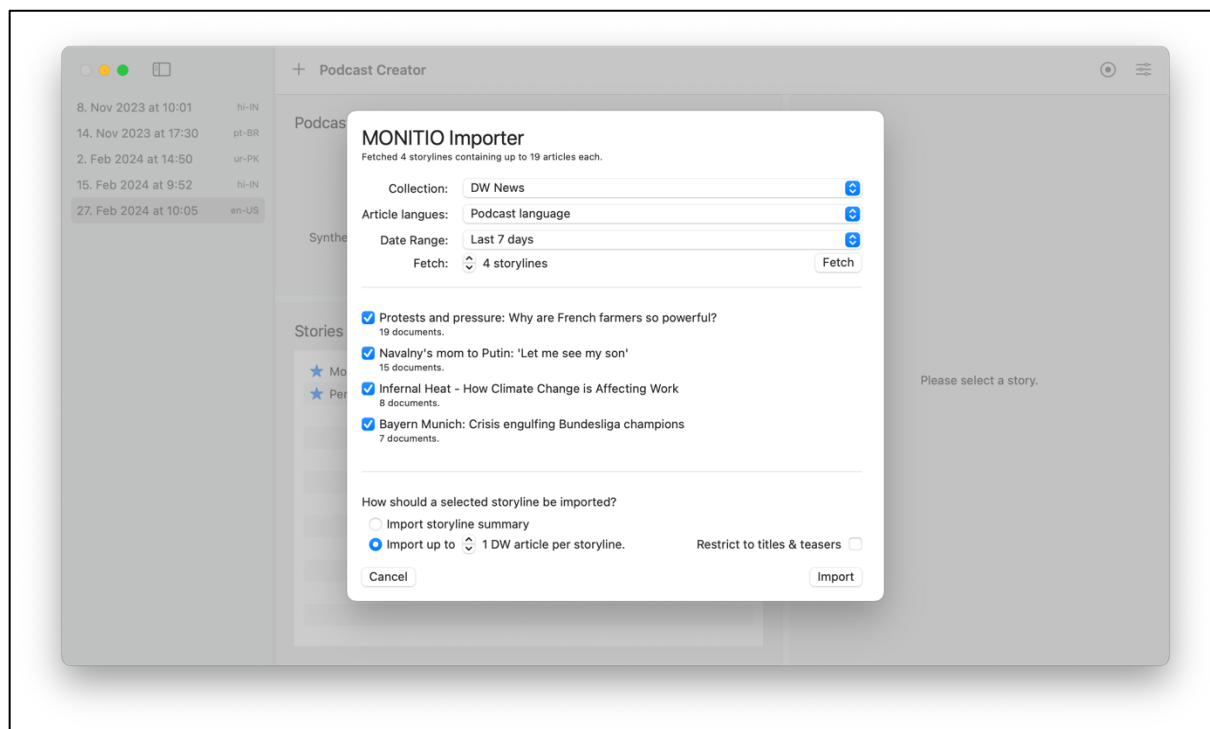 + Podcast Creator
8. Nov 2023 at 10:01 hi-IN
14. Nov 2023 at 17:30 pt-BR
2. Feb 2024 at 14:50 ur-PK
15. Feb 2024 at 9:52 hi-IN
27. Feb 2024 at 10:05 en-US
Podcas
Synthe
Stories
Mo
Per
MONITIO Importer
Fetched 4 storylines containing up to 19 articles each.
Collection: DW News
Article langues: Podcast language
Date Range: Last 7 days
Fetch: 4 storylines Fetch
Protests and pressure: Why are French farmers so powerful?
19 documents.
Navalny's mom to Putin: 'Let me see my son'
15 documents.
Infernal Heat - How Climate Change is Affecting Work
8 documents.
Bayern Munich: Crisis engulfing Bundesliga champions
7 documents.
How should a selected storyline be imported?
Import storyline summary
Import up to 1 DW article per storyline. Restrict to titles & teasers
Cancel Import
Please select a story.